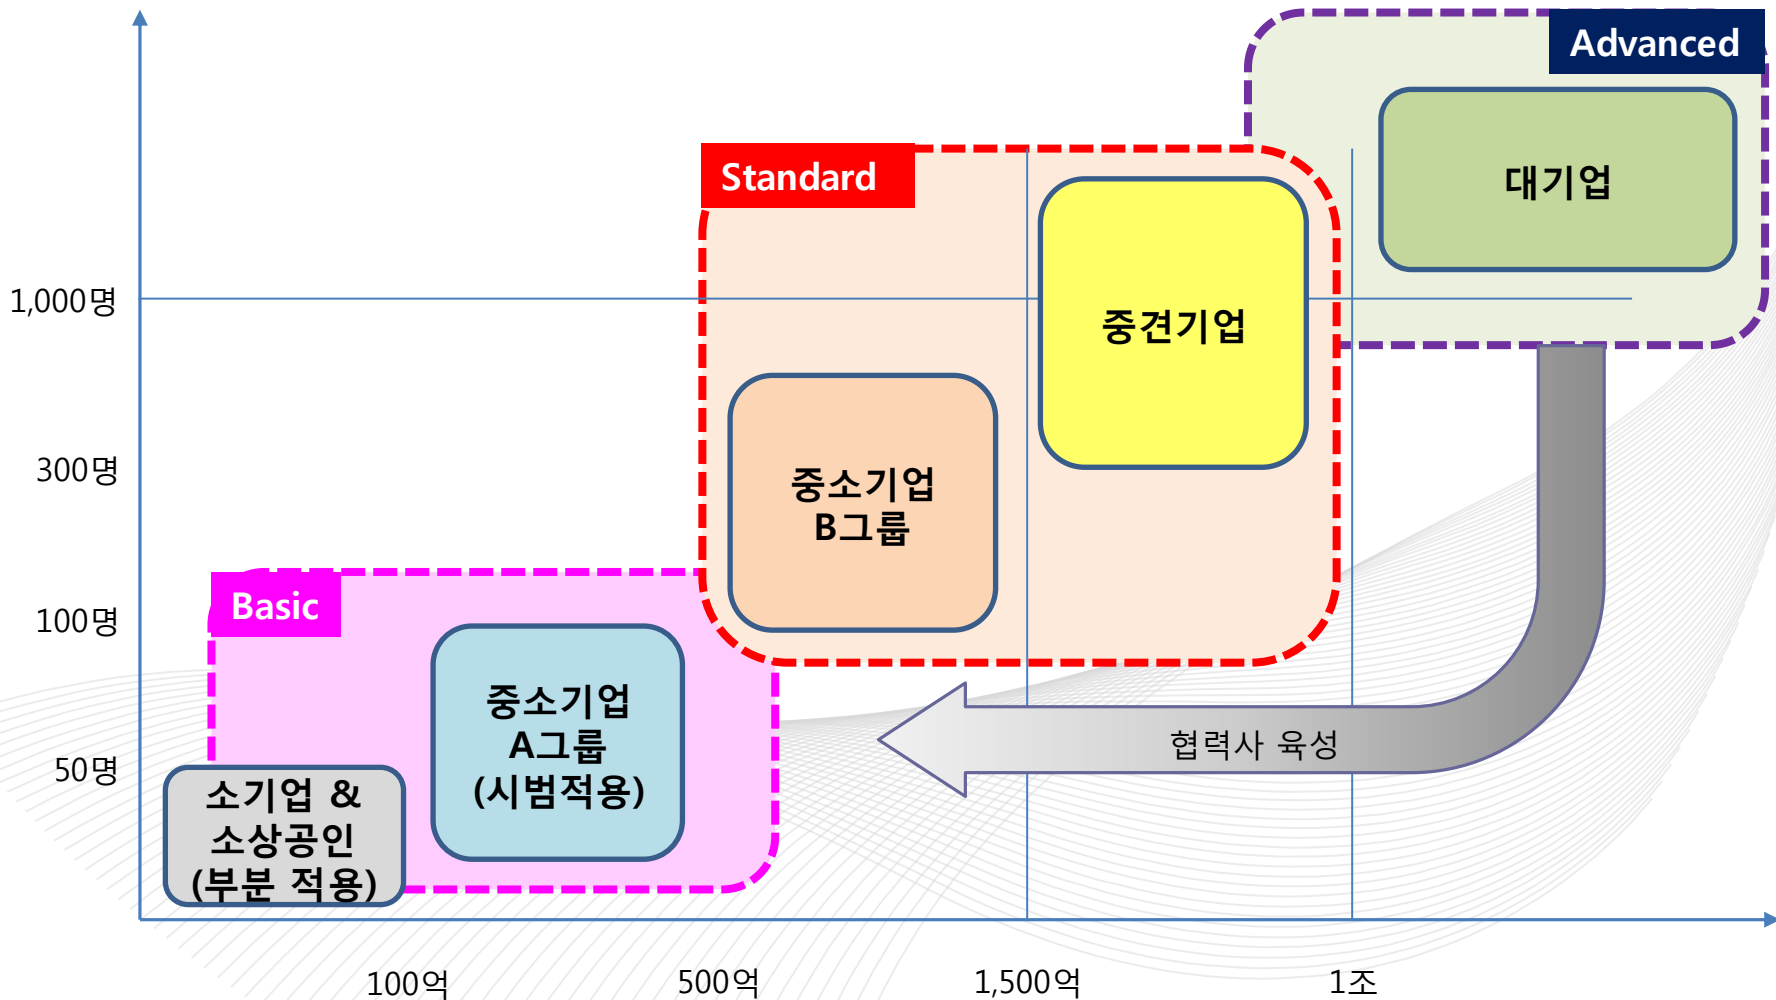 Advanced
대기업
Standard
중견기업
1,000명
300명
중소기업
B그룹
Basic
100명
중소기업
A그룹
(시범적용)
협력사 육성
50명
소기업 &
소상공인
(부분 적용)
100억
500억
1,500억
1조